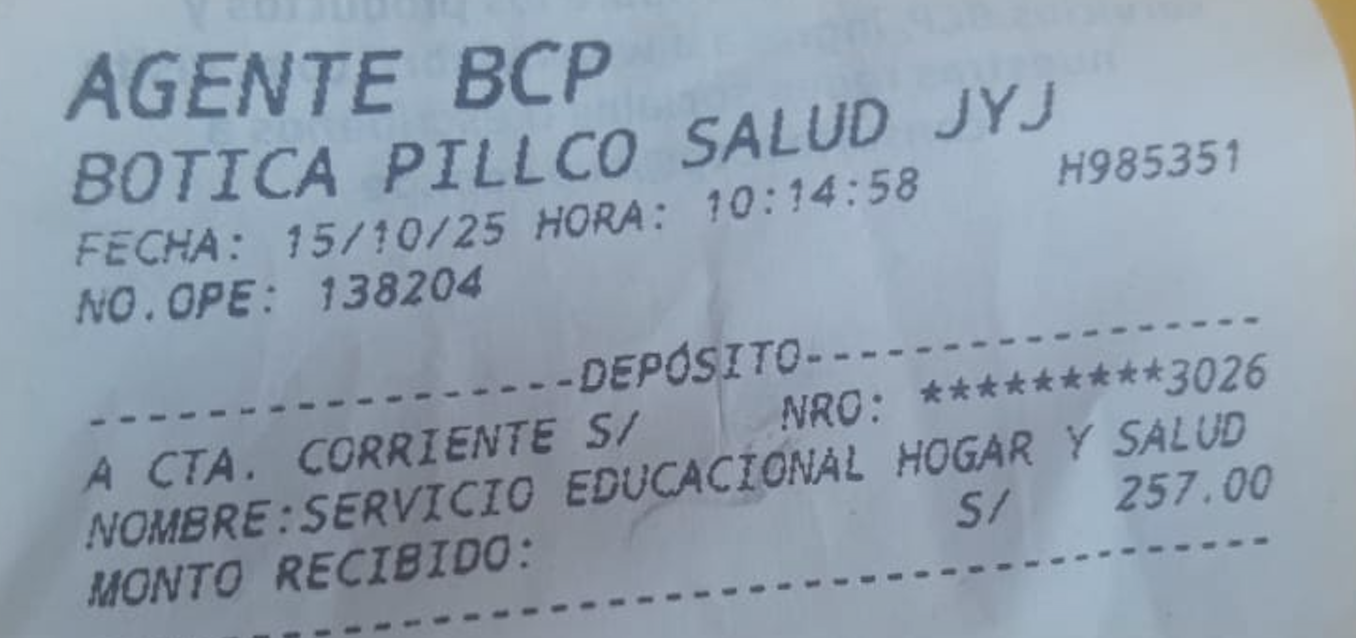 AGENTE BCP
BOTICA PILLCO SALUD JYJ
FECHA: 15/10/25 HORA: 10:14:58 H985351
NO.OPE: 138204
-----------------DEPÓSITO-----------------
A CTA. CORRIENTE S/ NRO: *********3026
NOMBRE:SERVICIO EDUCACIONAL HOGAR Y SALUD
MONTO RECIBIDO: S/ 257.00